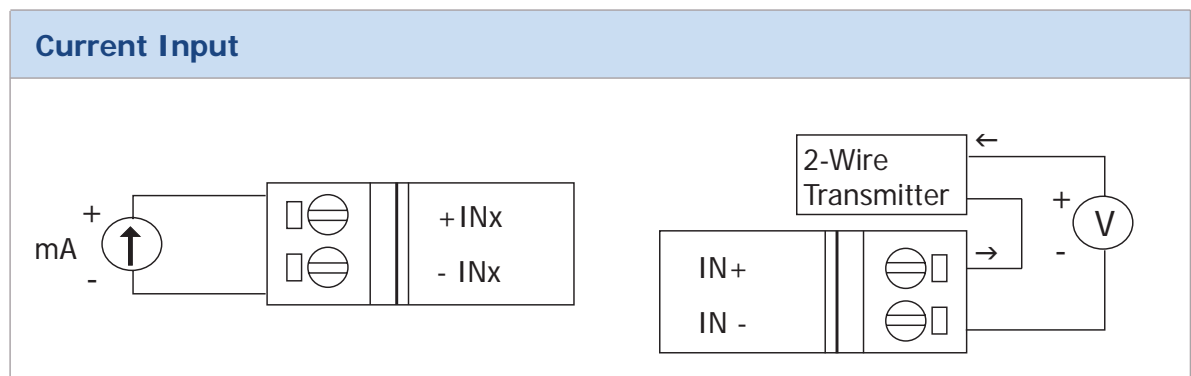 Current Input
+
mA
-
+INx
- INx
2-Wire
Transmitter
←
→
+
V
-
IN+
IN -